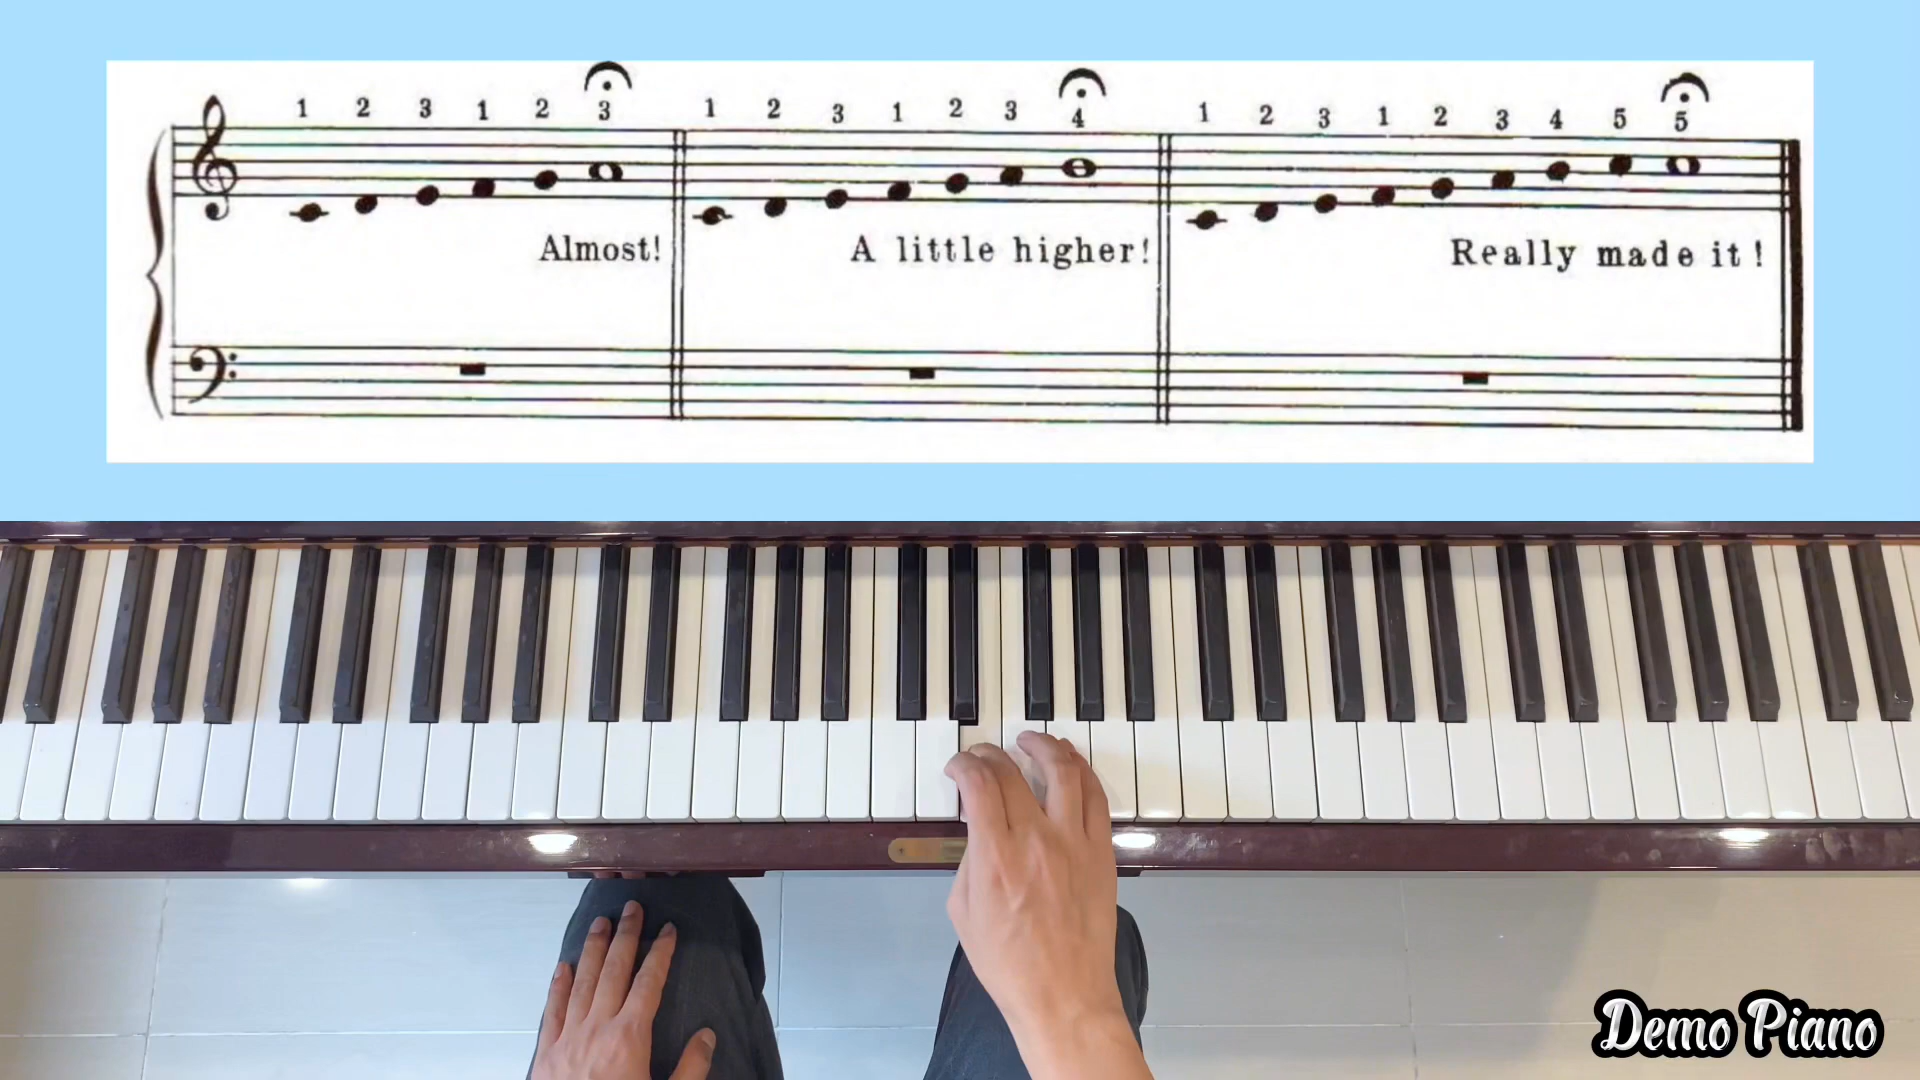 1 2 3 1 2 3 1 2 3 1 2 3 4 1 2 3 1 2 3 4 5 5
Almost! A little higher! Really made it!
Demo Piano